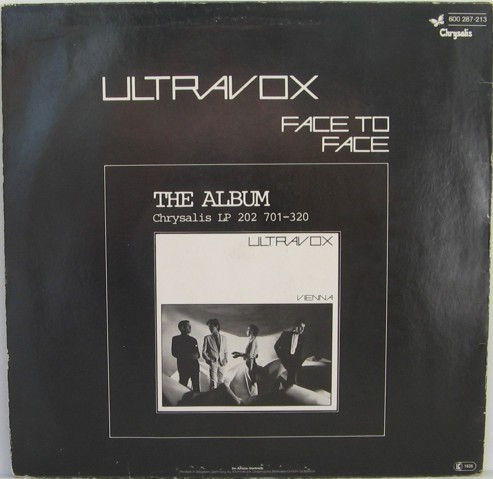 600 287-213
Chrysalis
ULTRAVOX
FACE TO
FACE
THE ALBUM
Chrysalis LP 202 701-320
ULTRAVOX
VIENNA